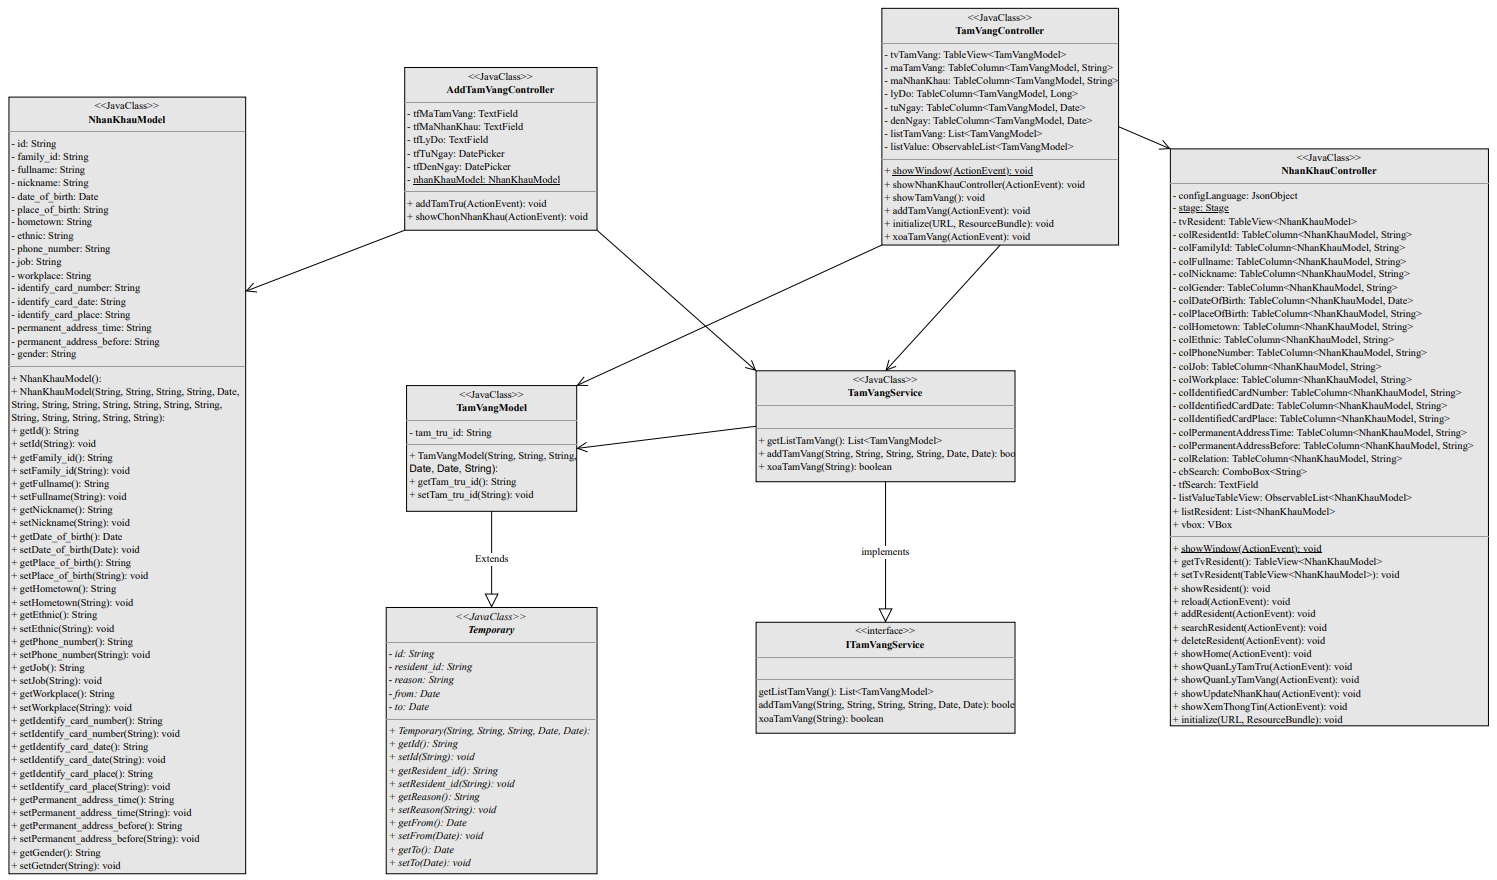 <<JavaClass>>
NhanKhauModel
- id: String
- family_id: String
- fullname: String
- nickname: String
- date_of_birth: Date
- place_of_birth: String
- hometown: String
- ethnic: String
- phone_number: String
- job: String
- workplace: String
- identify_card_number: String
- identify_card_date: String
- identify_card_place: String
- permanent_address_time: String
- permanent_address_before: String
- gender: String
+ NhanKhauModel():
+ NhanKhauModel(String, String, String, String, Date,
String, String, String, String, String, String, String,
String, String, String, String, String):
+ getId(): String
+ setId(String): void
+ getFamily_id(): String
+ setFamily_id(String): void
+ getFullname(): String
+ setFullname(String): void
+ getNickname(): String
+ setNickname(String): void
+ getDate_of_birth(): Date
+ setDate_of_birth(Date): void
+ getPlace_of_birth(): String
+ setPlace_of_birth(String): void
+ getHometown(): String
+ setHometown(String): void
+ getEthnic(): String
+ setEthnic(String): void
+ getPhone_number(): String
+ setPhone_number(String): void
+ getJob(): String
+ setJob(String): void
+ getWorkplace(): String
+ setWorkplace(String): void
+ getIdentify_card_number(): String
+ setIdentify_card_number(String): void
+ getIdentify_card_date(): String
+ setIdentify_card_date(String): void
+ getIdentify_card_place(): String
+ setIdentify_card_place(String): void
+ getPermanent_address_time(): String
+ setPermanent_address_time(String): void
+ getPermanent_address_before(): String
+ setPermanent_address_before(String): void
+ getGender(): String
+ setGetnder(String): void
<<JavaClass>>
AddTamVangController
- tfMaTamVang: TextField
- tfMaNhanKhau: TextField
- tfLyDo: TextField
- tfTuNgay: DatePicker
- tfDenNgay: DatePicker
- nhanKhauModel: NhanKhauModel
+ addTamTru(ActionEvent): void
+ showChonNhanKhau(ActionEvent): void
<<JavaClass>>
TamVangController
- tvTamVang: TableView<TamVangModel>
- maTamVang: TableColumn<TamVangModel, String>
- maNhanKhau: TableColumn<TamVangModel, String>
- lyDo: TableColumn<TamVangModel, Long>
- tuNgay: TableColumn<TamVangModel, Date>
- denNgay: TableColumn<TamVangModel, Date>
- listTamVang: List<TamVangModel>
- listValue: ObservableList<TamVangModel>
+ showWindow(ActionEvent): void
+ showNhanKhauController(ActionEvent): void
+ showTamVang(): void
+ addTamVang(ActionEvent): void
+ initialize(URL, ResourceBundle): void
+ xoaTamVang(ActionEvent): void
<<JavaClass>>
NhanKhauController
- configLanguage: JsonObject
- stage: Stage
- tvResident: TableView<NhanKhauModel>
- colResidentId: TableColumn<NhanKhauModel, String>
- colFamilyId: TableColumn<NhanKhauModel, String>
- colFullname: TableColumn<NhanKhauModel, String>
- colNickname: TableColumn<NhanKhauModel, String>
- colGender: TableColumn<NhanKhauModel, String>
- colDateOfBirth: TableColumn<NhanKhauModel, Date>
- colPlaceOfBirth: TableColumn<NhanKhauModel, String>
- colHometown: TableColumn<NhanKhauModel, String>
- colEthnic: TableColumn<NhanKhauModel, String>
- colPhoneNumber: TableColumn<NhanKhauModel, String>
- colJob: TableColumn<NhanKhauModel, String>
- colWorkplace: TableColumn<NhanKhauModel, String>
- colIdentifiedCardNumber: TableColumn<NhanKhauModel, String>
- colIdentifiedCardDate: TableColumn<NhanKhauModel, String>
- colIdentifiedCardPlace: TableColumn<NhanKhauModel, String>
- colPermanentAddressTime: TableColumn<NhanKhauModel, String>
- colPermanentAddressBefore: TableColumn<NhanKhauModel, String>
- colRelation: TableColumn<NhanKhauModel, String>
- cbSearch: ComboBox<String>
- tfSearch: TextField
- listValueTableView: ObservableList<NhanKhauModel>
+ listResident: List<NhanKhauModel>
+ vbox: VBox
+ showWindow(ActionEvent): void
+ getTvResident(): TableView<NhanKhauModel>
+ setTvResident(TableView<NhanKhauModel>): void
+ showResident(): void
+ reload(ActionEvent): void
+ addResident(ActionEvent): void
+ searchResident(ActionEvent): void
+ deleteResident(ActionEvent): void
+ showHome(ActionEvent): void
+ showQuanLyTamTru(ActionEvent): void
+ showQuanLyTamVang(ActionEvent): void
+ showUpdateNhanKhau(ActionEvent): void
+ showXemThongTin(ActionEvent): void
+ initialize(URL, ResourceBundle): void
<<JavaClass>>
TamVangModel
- tam_tru_id: String
+ TamVangModel(String, String, String,
Date, Date, String):
+ getTam_tru_id(): String
+ setTam_tru_id(String): void
<<JavaClass>>
TamVangService
+ getListTamVang(): List<TamVangModel>
+ addTamVang(String, String, String, String, Date, Date): boo
+ xoaTamVang(String): boolean
Extends
implements
<<JavaClass>>
Temporary
- id: String
- resident_id: String
- reason: String
- from: Date
- to: Date
+ Temporary(String, String, String, Date, Date):
+ getId(): String
+ setId(String): void
+ getResident_id(): String
+ setResident_id(String): void
+ getReason(): String
+ setReason(String): void
+ getFrom(): Date
+ setFrom(Date): void
+ getTo(): Date
+ setTo(Date): void
<<interface>>
ITamVangService
getListTamVang(): List<TamVangModel>
addTamVang(String, String, String, String, Date, Date): boole
xoaTamVang(String): boolean